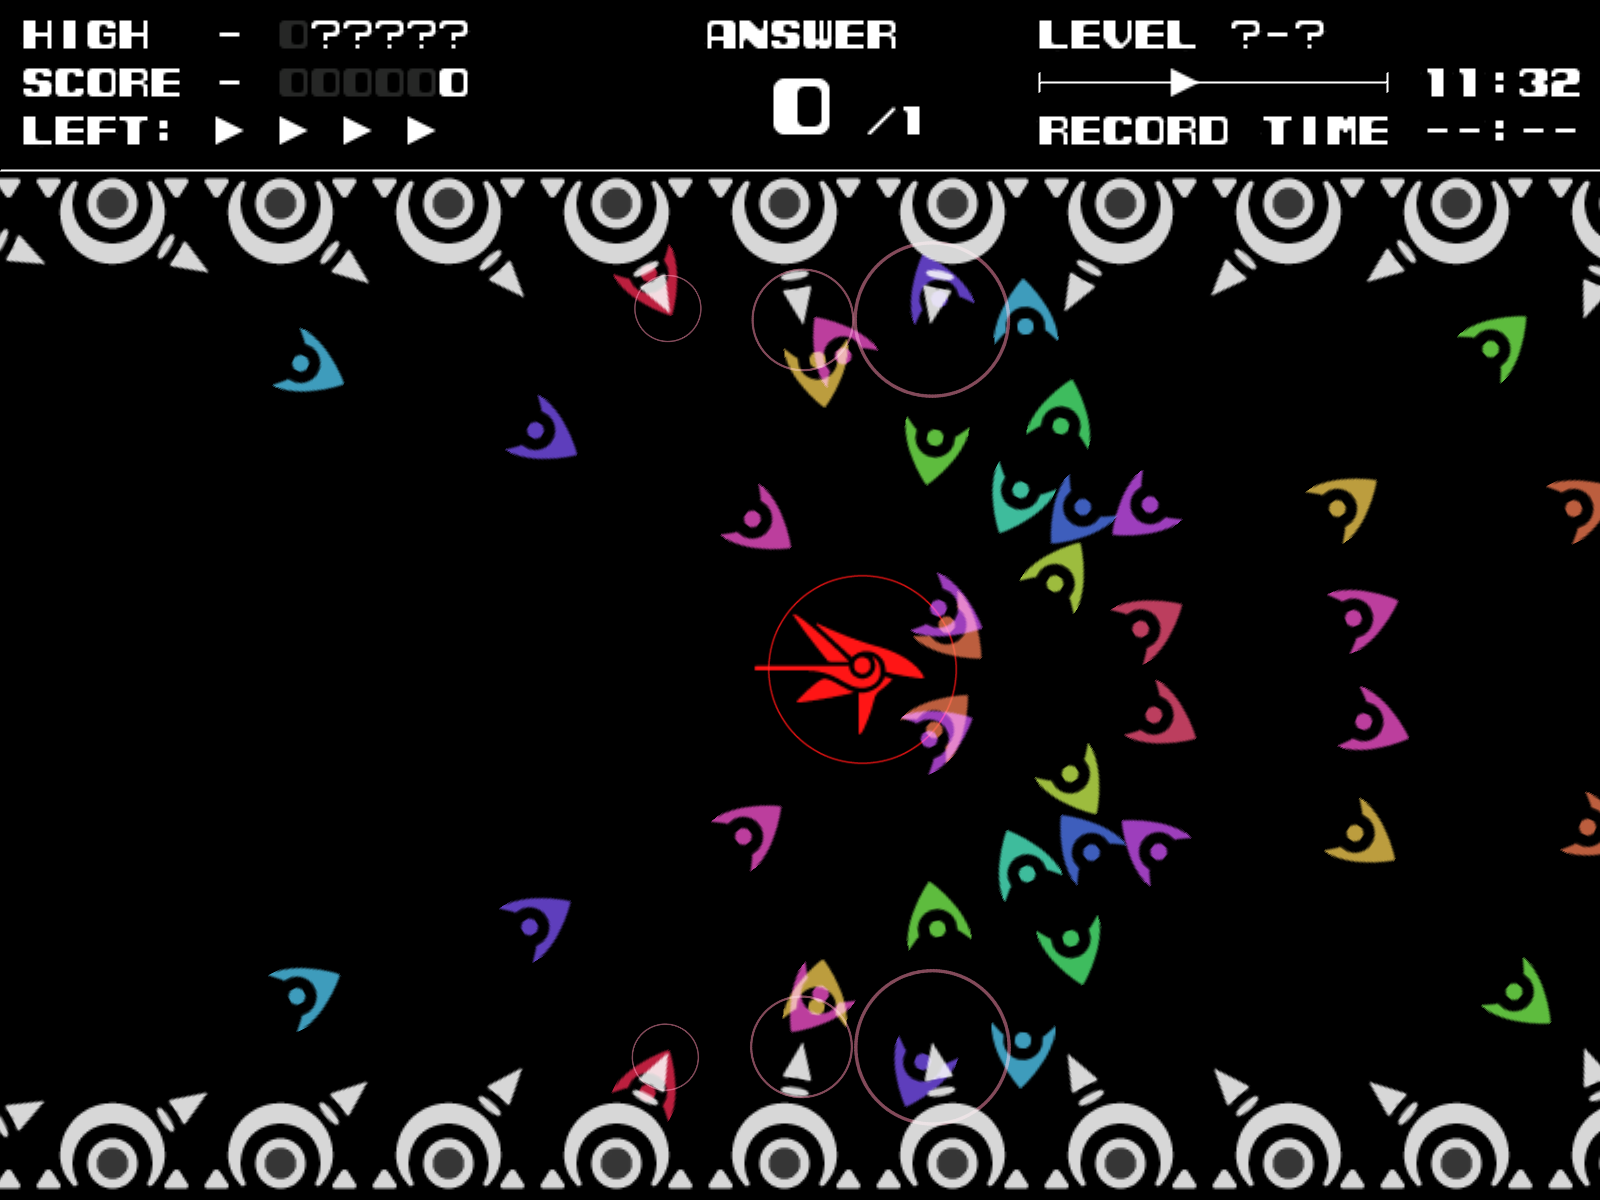 HIGH - 0?????
SCORE - 0000000
LEFT:
ANSWER
0 /1
LEVEL ?-?
11:32
RECORD TIME --:--